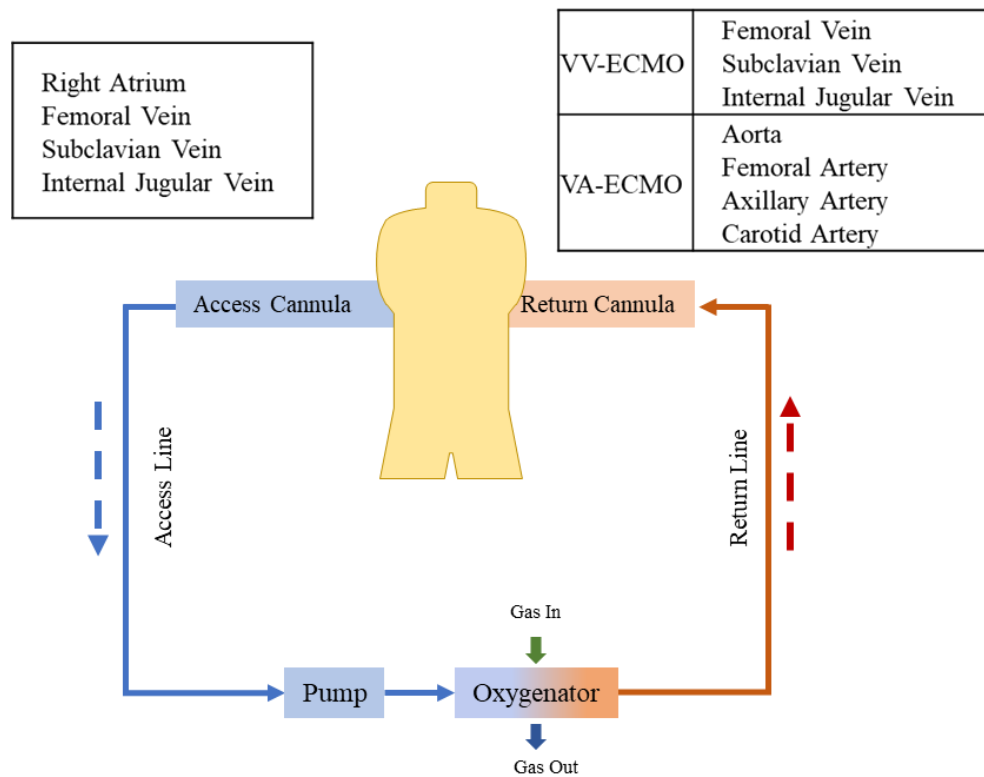 Right Atrium
Femoral Vein
Subclavian Vein
Internal Jugular Vein
VV-ECMO
Femoral Vein
Subclavian Vein
Internal Jugular Vein
VA-ECMO
Aorta
Femoral Artery
Axillary Artery
Carotid Artery
Access Cannula
Return Cannula
Access Line
Return Line
Gas In
Pump
Oxygenator
Gas Out